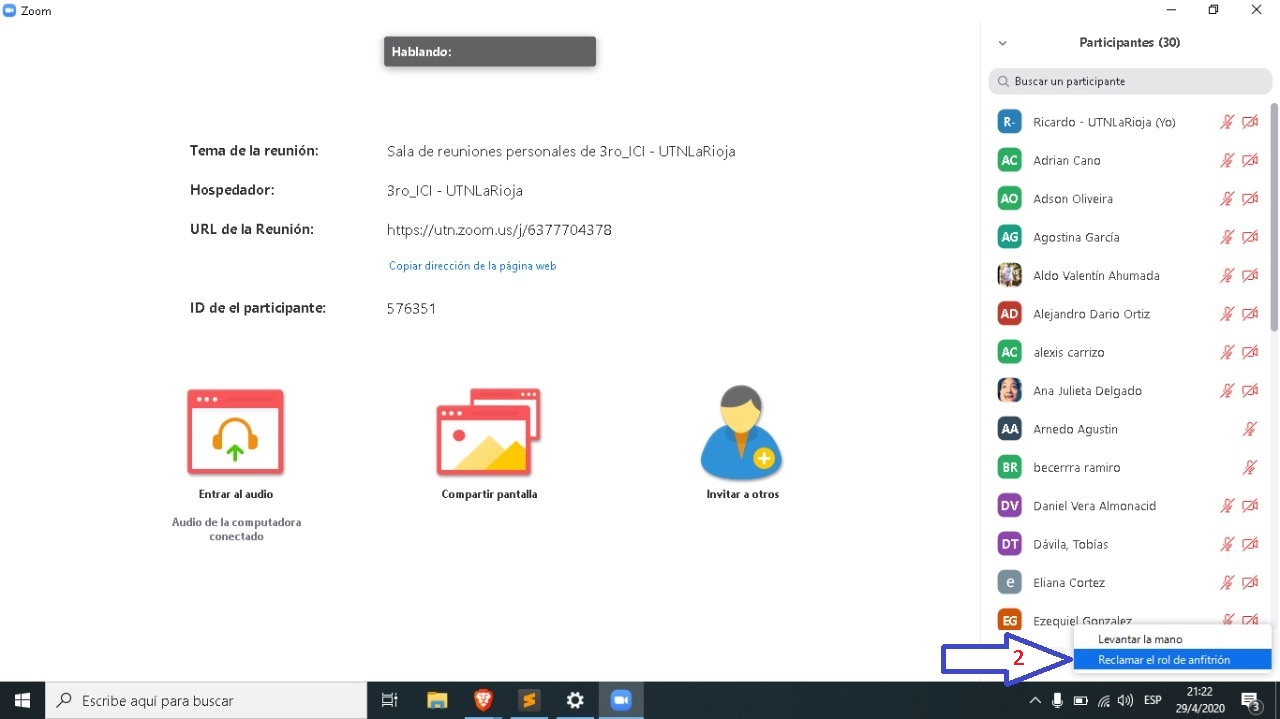 Zoom
Hablando:
Tema de la reunión:
Sala de reuniones personales de 3ro_ICI - UTNLaRioja
Hospedador:
3ro_ICI - UTNLaRioja
URL de la Reunión:
https://utn.zoom.us/j/6377704378
Copiar dirección de la página web
ID de el participante:
576351
Entrar al audio
Audio de la computadora
conectado
Compartir pantalla
Invitar a otros
Participantes (30)
Buscar un participante
R- Ricardo - UTNLaRioja (Yo)
AC Adrian Cano
AO Adson Oliveira
AG Agostina García
Aldo Valentín Ahumada
AD Alejandro Dario Ortiz
AC alexis carrizo
Ana Julieta Delgado
AA Arnedo Agustin
BR becerrra ramiro
DV Daniel Vera Almonacid
DT Dávila, Tobías
e Eliana Cortez
EG Ezequiel Gonzalez
Levantar la mano
2 Reclamar el rol de anfitrión
Escribe aquí para buscar
ESP
21:22
29/4/2020
3